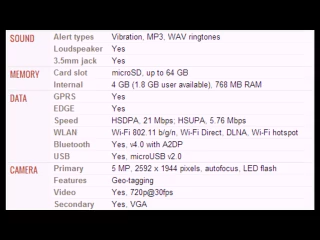 SOUND Alert types Vibration, MP3, WAV ringtones
Loudspeaker Yes
3.5mm jack Yes
MEMORY Card slot microSD, up to 64 GB
Internal 4 GB (1.8 GB user available), 768 MB RAM
DATA GPRS Yes
EDGE Yes
Speed HSDPA, 21 Mbps; HSUPA, 5.76 Mbps
WLAN Wi-Fi 802.11 b/g/n, Wi-Fi Direct, DLNA, Wi-Fi hotspot
Bluetooth Yes, v4.0 with A2DP
USB Yes, microUSB v2.0
CAMERA Primary 5 MP, 2592 x 1944 pixels, autofocus, LED flash
Features Geo-tagging
Video Yes, 720p@30fps
Secondary Yes, VGA